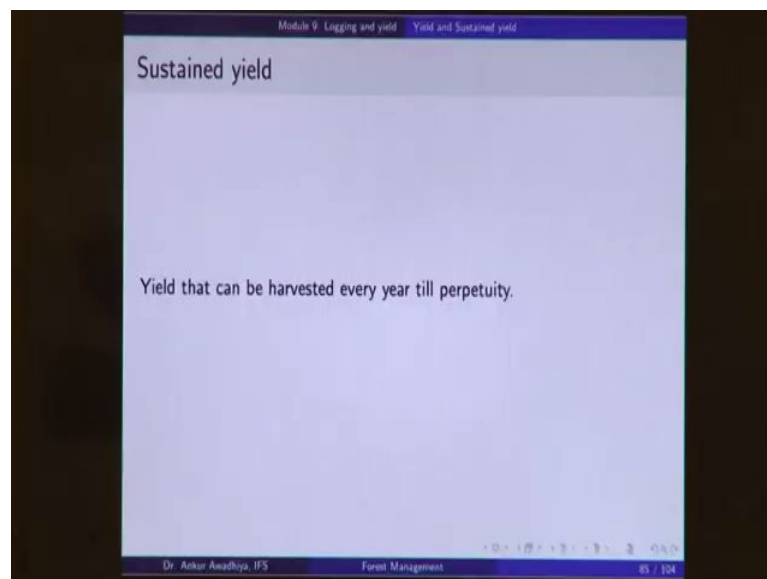 Module 9. Logging and yield Yield and Sustained yield
Sustained yield
Yield that can be harvested every year till perpetuity.
Dr. Ankur Awadhiya, IFS Forest Management 85 / 104